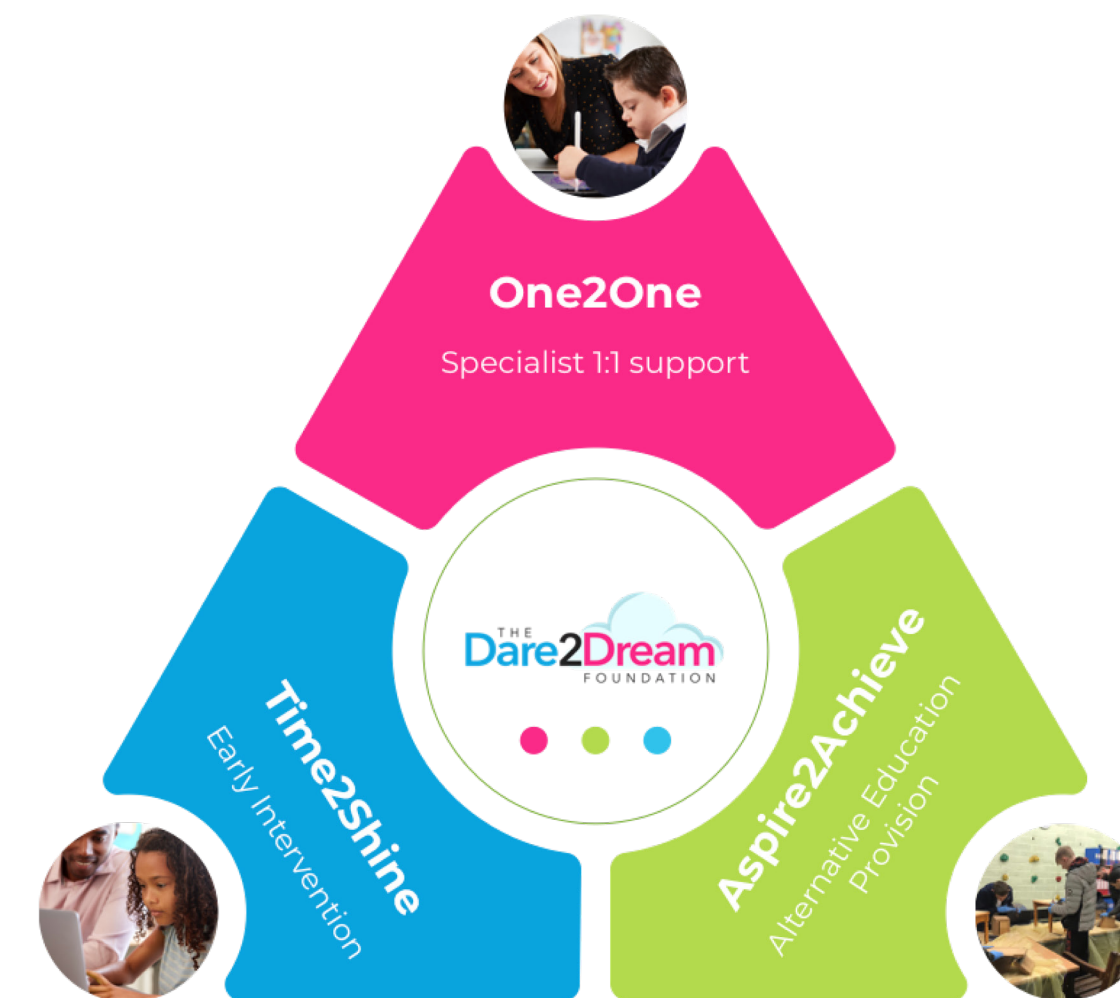 One2One
Specialist 1:1 support
THE
Dare2Dream
FOUNDATION
Time2Shine
Early Intervention
Aspire2Achieve
Alternative Education
Provision